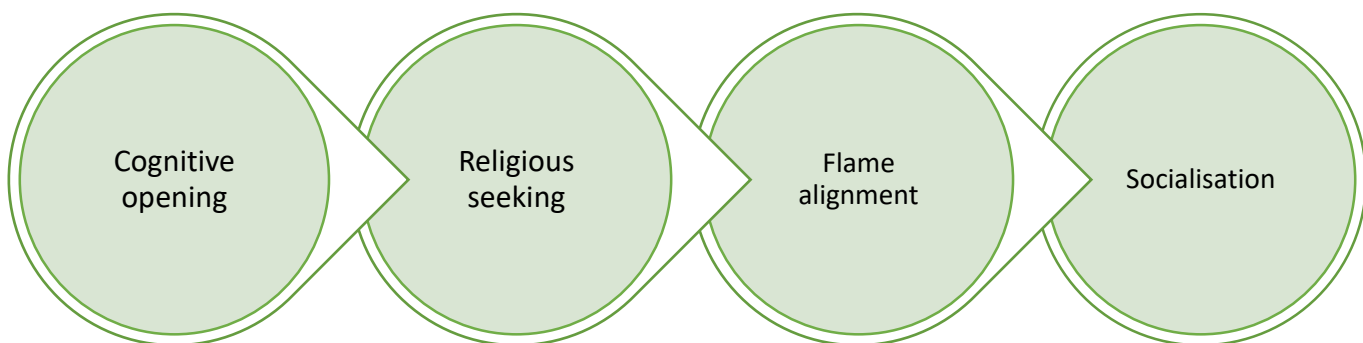 Cognitive
opening
Religious
seeking
Flame
alignment
Socialisation